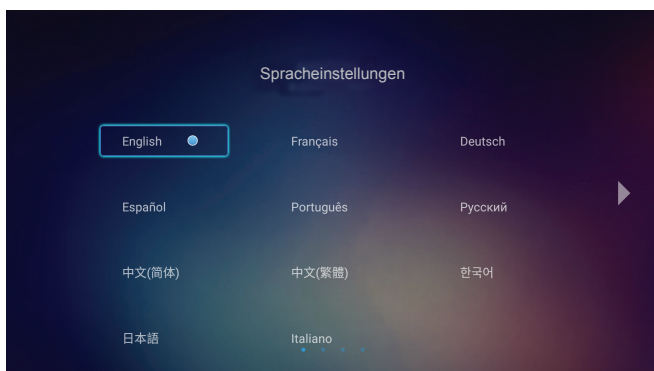 Spracheinstellungen
English Français Deutsch
Español Português Русский
中文(简体) 中文(繁體) 한국어
日本語 Italiano